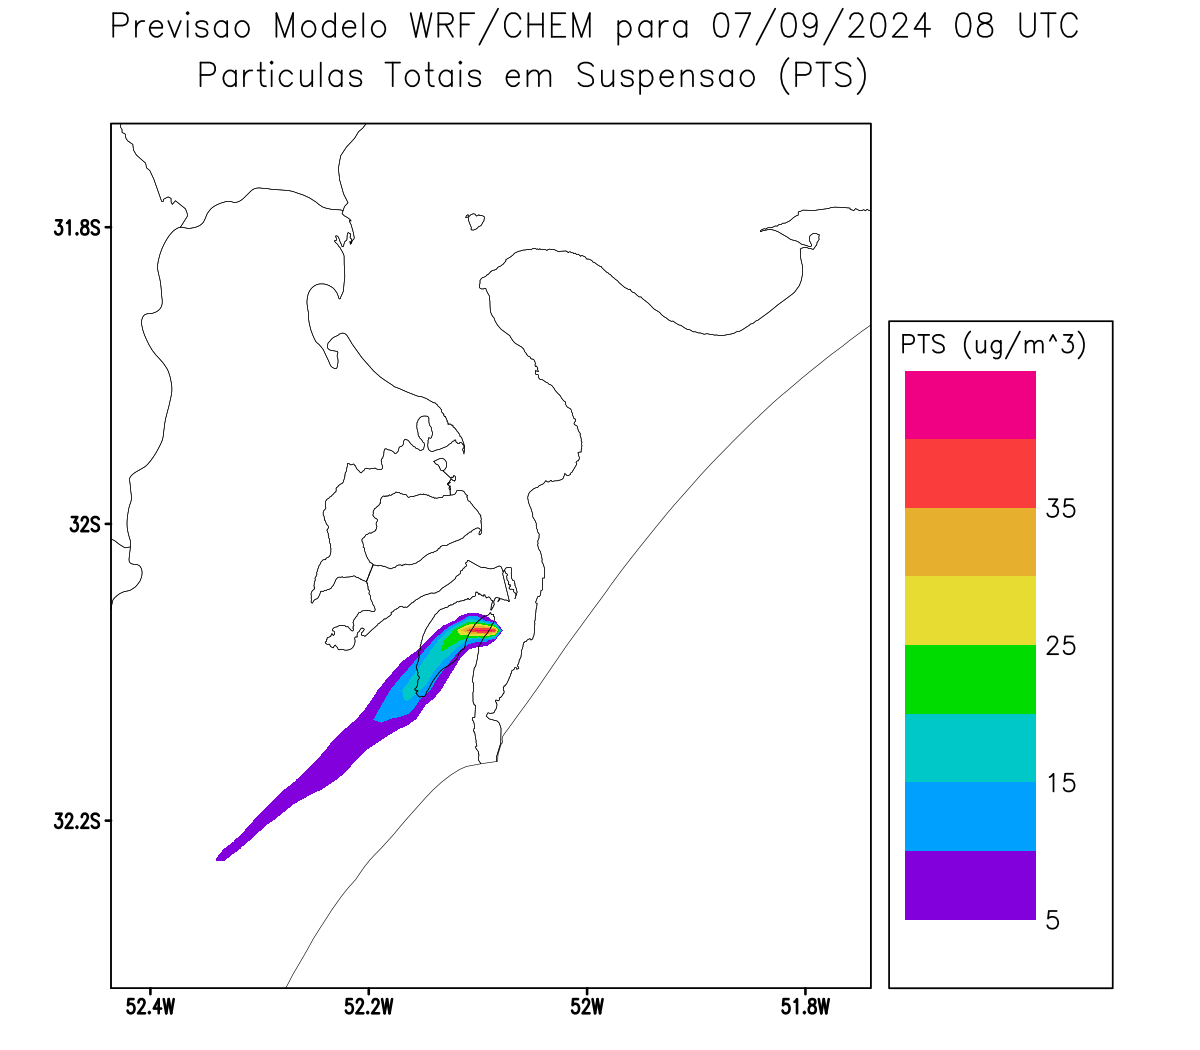 Previsao Modelo WRF/CHEM para 07/09/2024 08 UTC
Particulas Totais em Suspensao (PTS)
31.8S
32S
32.2S
52.4W
52.2W
52W
51.8W
PTS (ug/m^3)
35
25
15
5